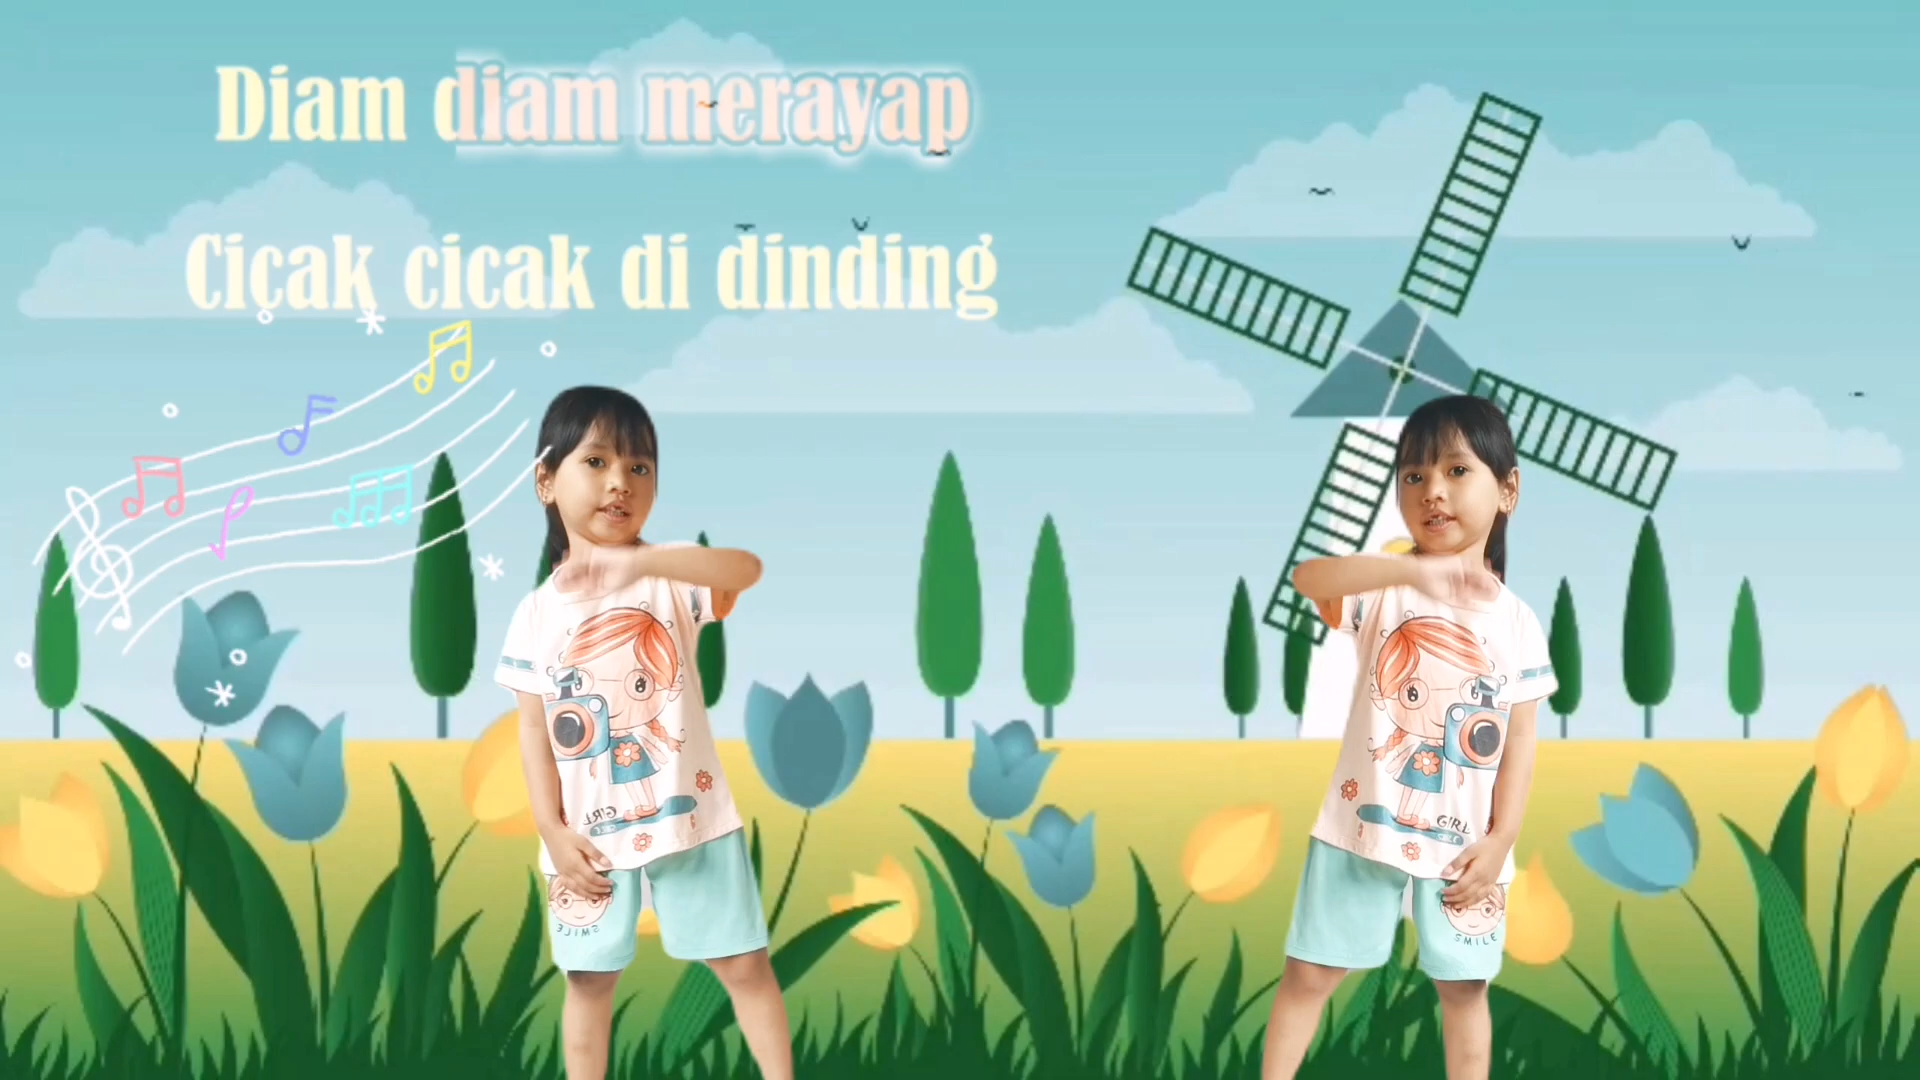 Diam diam merayap
Cicak cicak di dinding
GIRL
GIRL
SMILE
SMILE